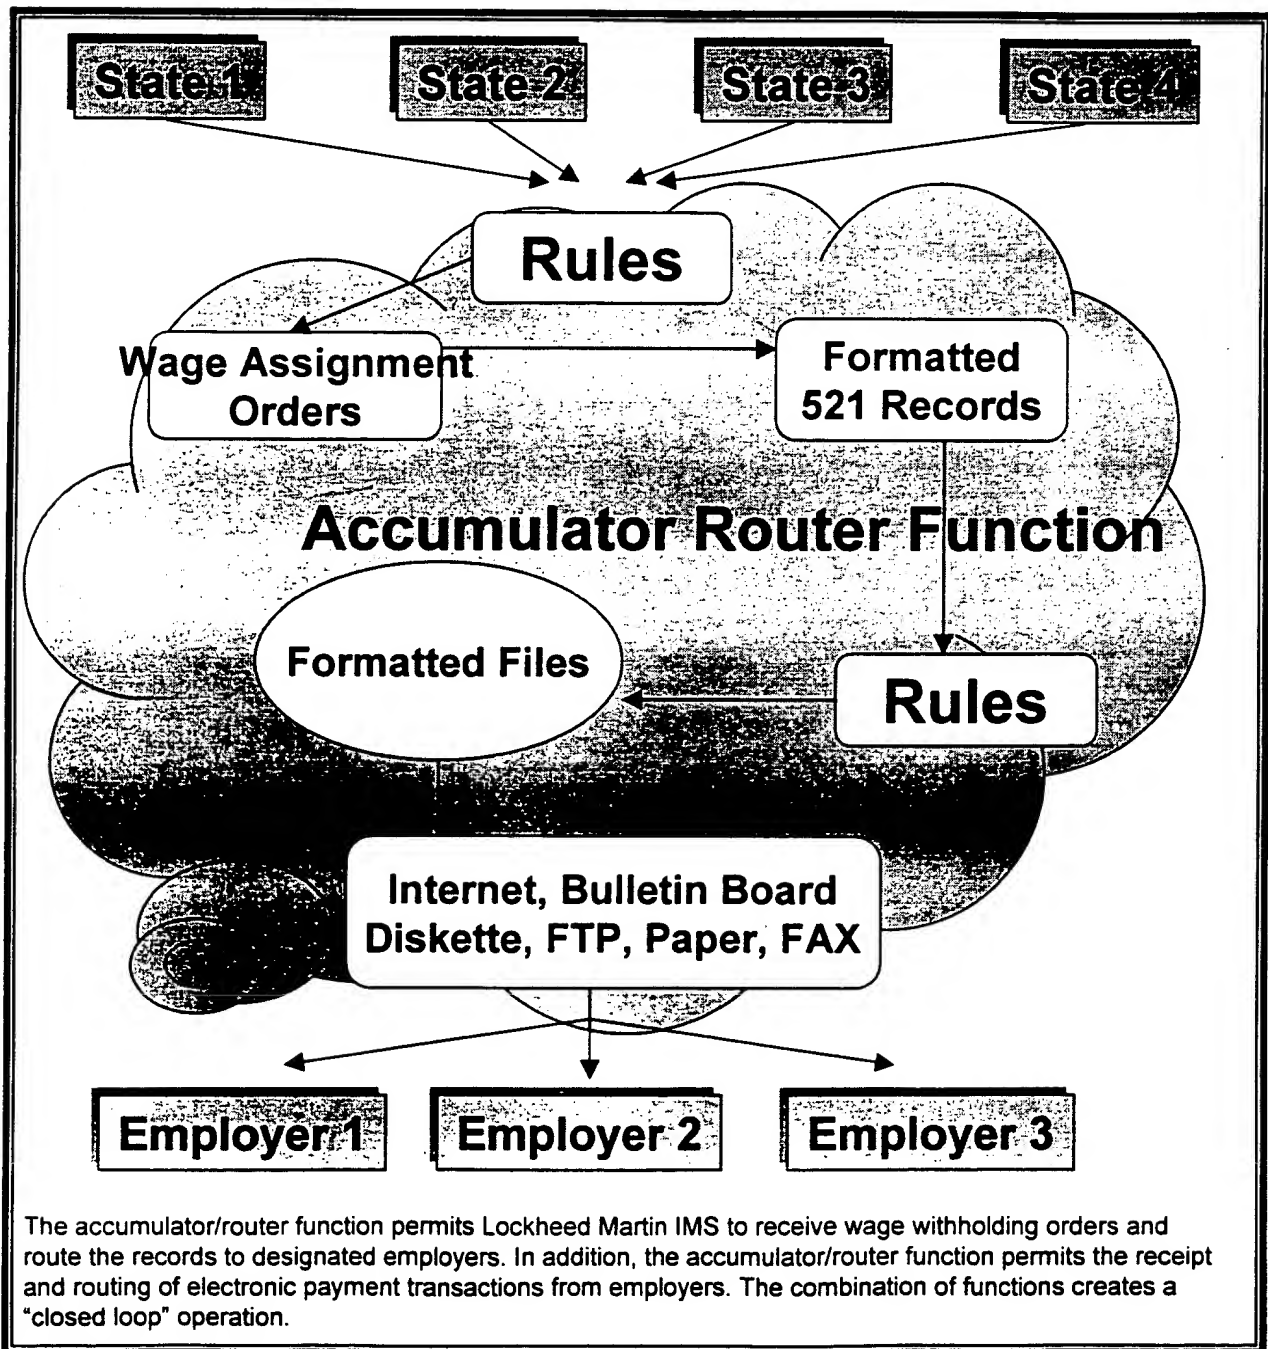 State 1
State 2
State 3
State 4
Rules
Wage Assignment
Orders
Formatted
521 Records
Accumulator Router Function
Formatted Files
Rules
Internet, Bulletin Board
Diskette, FTP, Paper, FAX
Employer 1
Employer 2
Employer 3
The accumulator/router function permits Lockheed Martin IMS to receive wage withholding orders and
route the records to designated employers. In addition, the accumulator/router function permits the receipt
and routing of electronic payment transactions from employers. The combination of functions creates a
"closed loop" operation.